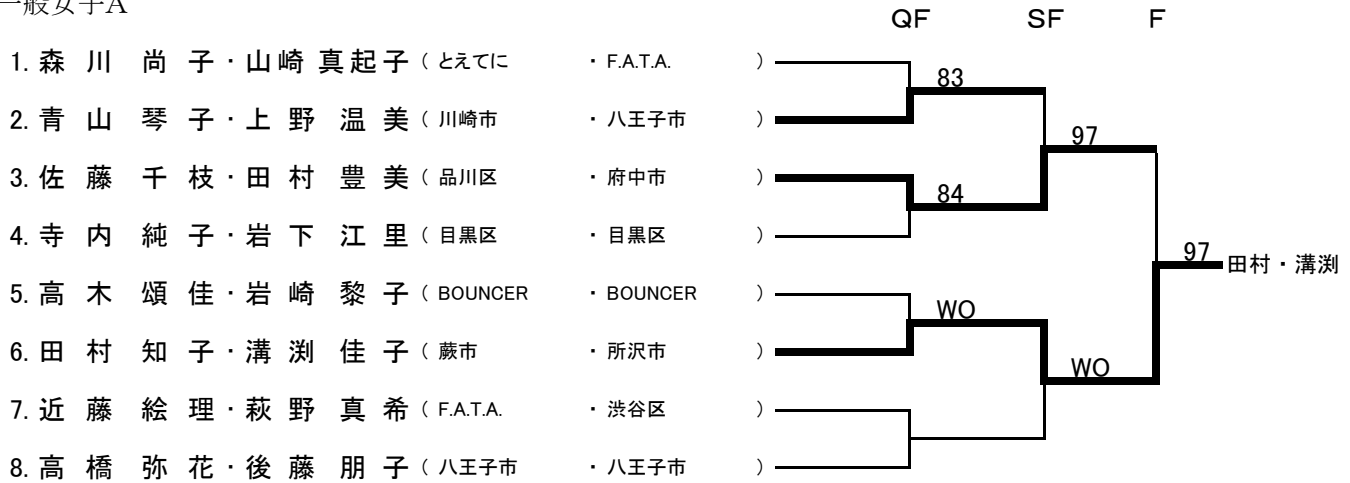 一般女子A
QF SF F
1. 森川尚子・山崎真起子 ( とえてに ・ F.A.T.A. )
83
2. 青山琴子・上野温美 ( 川崎市 ・ 八王子市 )
97
3. 佐藤千枝・田村豊美 ( 品川区 ・ 府中市 )
84
4. 寺内純子・岩下江里 ( 目黒区 ・ 目黒区 )
97 田村・溝渕
5. 高木頌佳・岩崎黎子 ( BOUNCER ・ BOUNCER )
WO
6. 田村知子・溝渕佳子 ( 蕨市 ・ 所沢市 )
WO
7. 近藤絵理・萩野真希 ( F.A.T.A. ・ 渋谷区 )
8. 高橋弥花・後藤朋子 ( 八王子市 ・ 八王子市 )